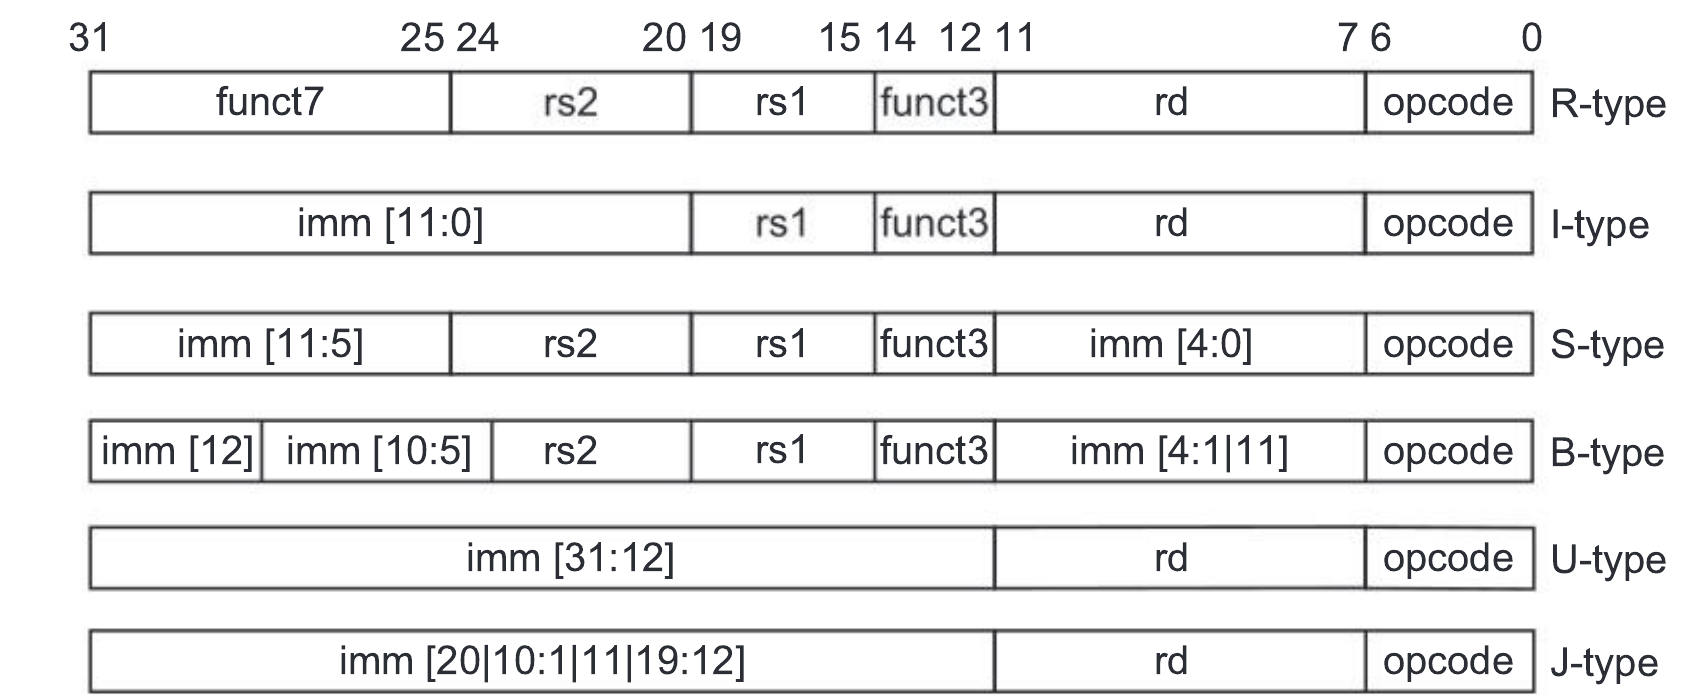 31 25 24 20 19 15 14 12 11 7 6 0
funct7 rs2 rs1 funct3 rd opcode R-type
imm [11:0] rs1 funct3 rd opcode I-type
imm [11:5] rs2 rs1 funct3 imm [4:0] opcode S-type
imm [12] imm [10:5] rs2 rs1 funct3 imm [4:1|11] opcode B-type
imm [31:12] rd opcode U-type
imm [20|10:1|11|19:12] rd opcode J-type